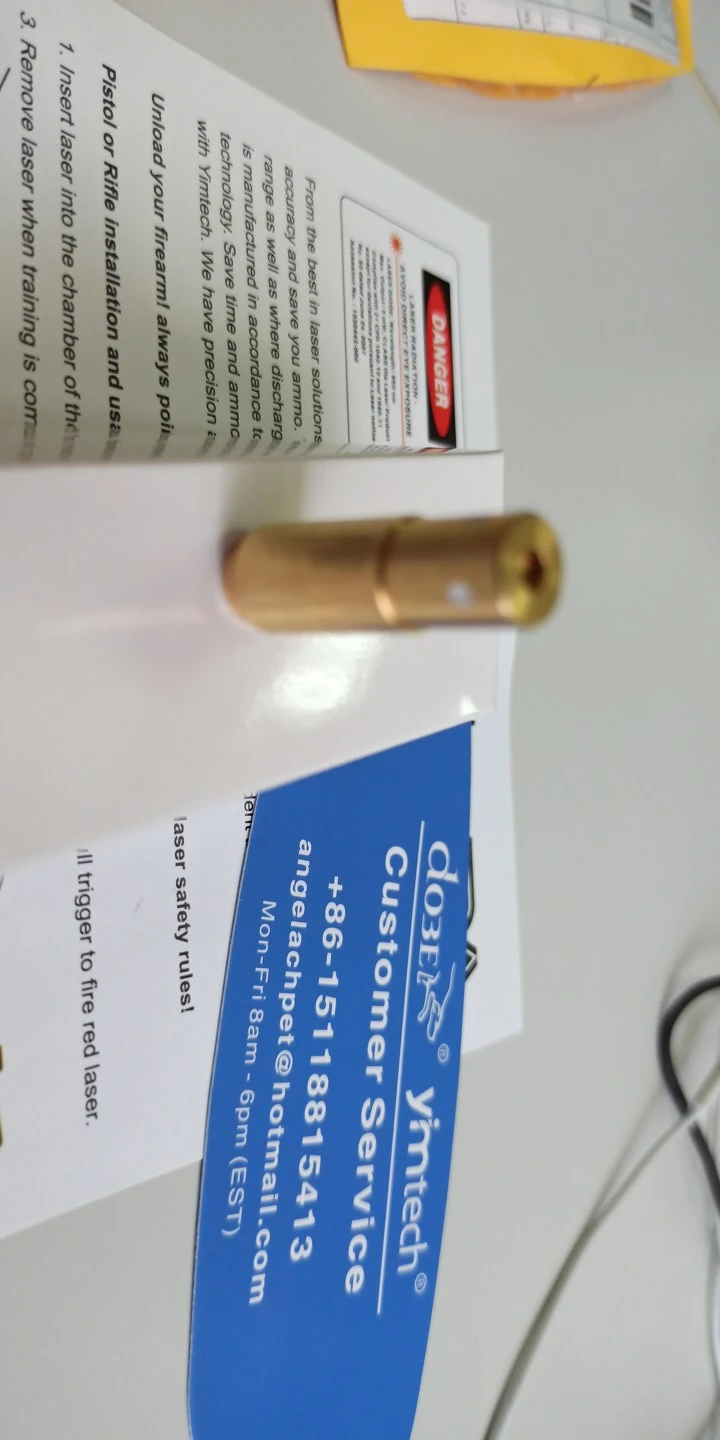 DANGER
LASER RADIATION -
AVOID DIRECT EYE EXPOSURE
From the best in laser solutions
accuracy and save you ammo.
range as well as where discharg
is manufactured in accordance to
technology. Save time and ammo
with Yimtech. We have precision
Unload your firearm! always poi
Pistol or Rifle installation and usa
1. Insert laser into the chamber of the
3. Remove laser when training is com
laser safety rules!
ll trigger to fire red laser.
DOBE® yimtech®
Customer Service
+86-15118815413
angelachpet@hotmail.com
Mon-Fri 8am - 6pm (EST)